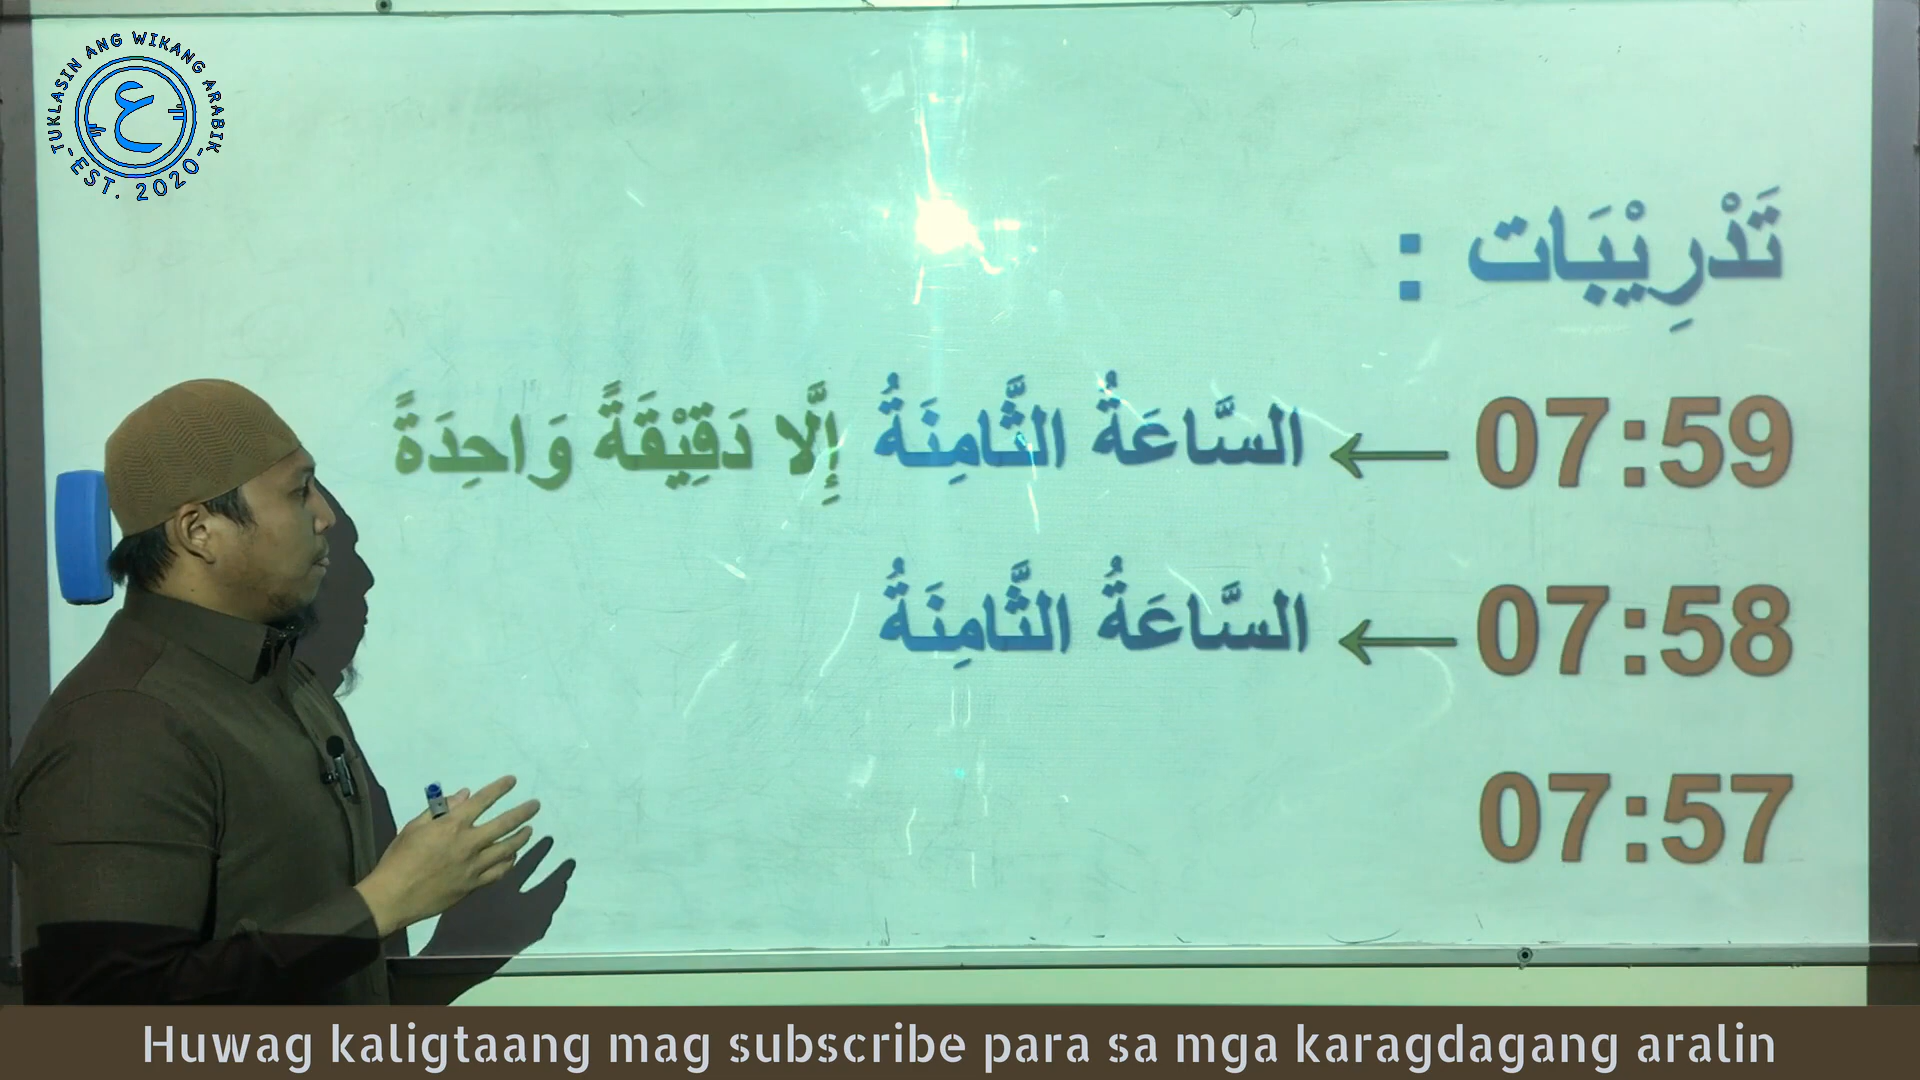 TUKLASIN ANG WIKANG ARABIK
ع
-EST. 2020-
تَدْرِيْبَات :
07:59 ← السَّاعَةُ الثَّامِنَةُ إِلَّا دَقِيْقَةً وَاحِدَةً
07:58 ← السَّاعَةُ الثَّامِنَةُ
07:57
Huwag kaligtaang mag subscribe para sa mga karagdagang aralin